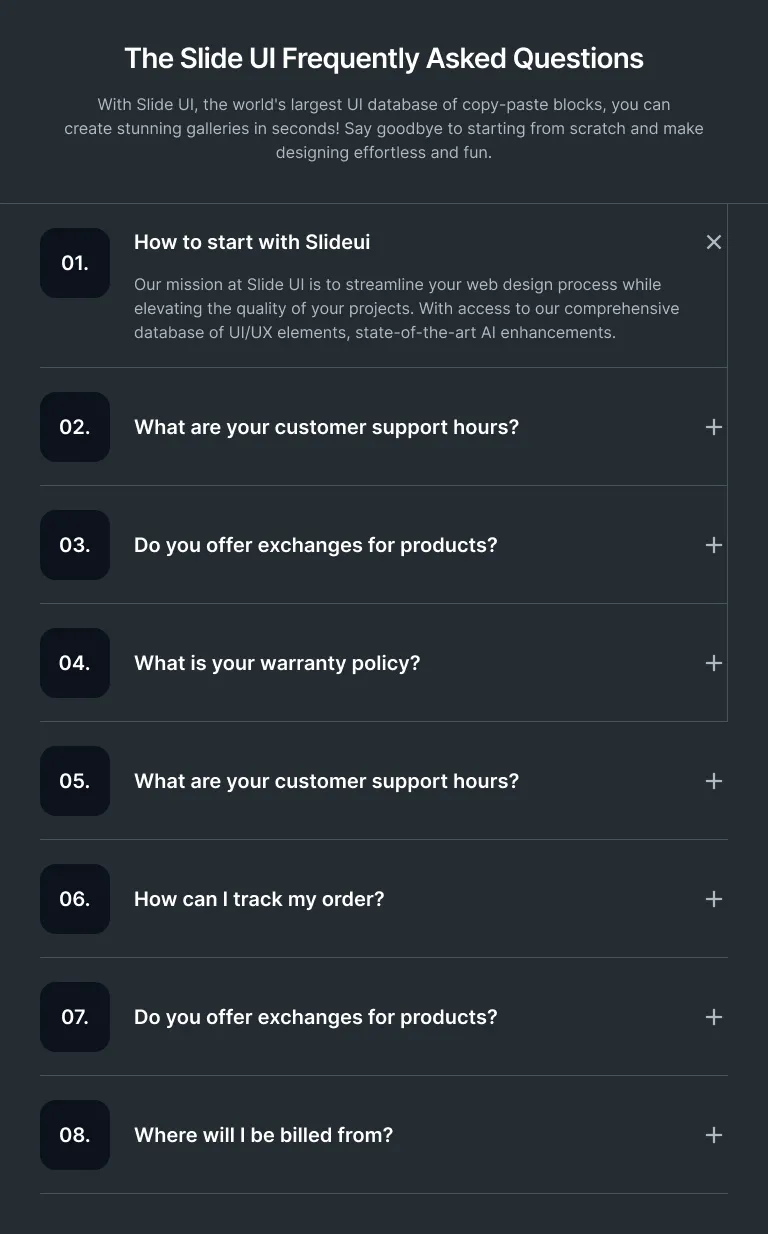 The Slide UI Frequently Asked Questions
With Slide UI, the world's largest UI database of copy-paste blocks, you can
create stunning galleries in seconds! Say goodbye to starting from scratch and make
designing effortless and fun.
01.
How to start with Slideui
Our mission at Slide UI is to streamline your web design process while
elevating the quality of your projects. With access to our comprehensive
database of UI/UX elements, state-of-the-art AI enhancements.
02.
What are your customer support hours?
03.
Do you offer exchanges for products?
04.
What is your warranty policy?
05.
What are your customer support hours?
06.
How can I track my order?
07.
Do you offer exchanges for products?
08.
Where will I be billed from?